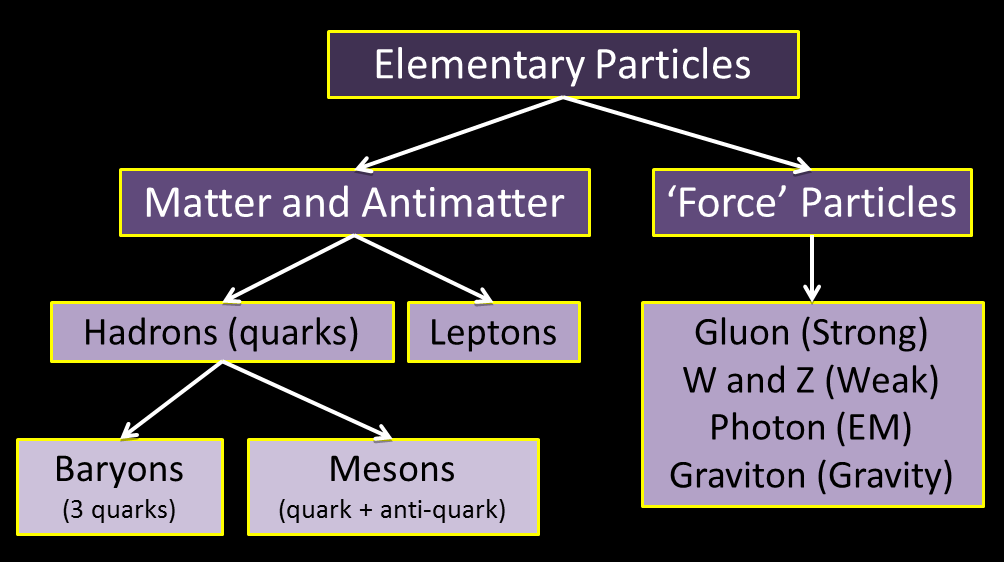 Elementary Particles
Matter and Antimatter
‘Force’ Particles
Hadrons (quarks)
Leptons
Gluon (Strong)
W and Z (Weak)
Photon (EM)
Graviton (Gravity)
Baryons
(3 quarks)
Mesons
(quark + anti-quark)